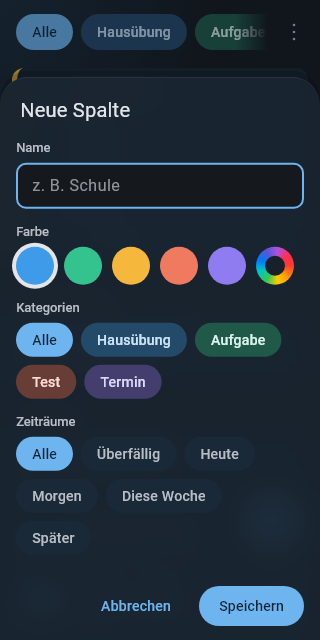 Alle Hausübung Aufgabe
Neue Spalte
Name
z. B. Schule
Farbe
Kategorien
Alle Hausübung Aufgabe
Test Termin
Zeiträume
Alle Überfällig Heute
Morgen Diese Woche
Später
Abbrechen Speichern